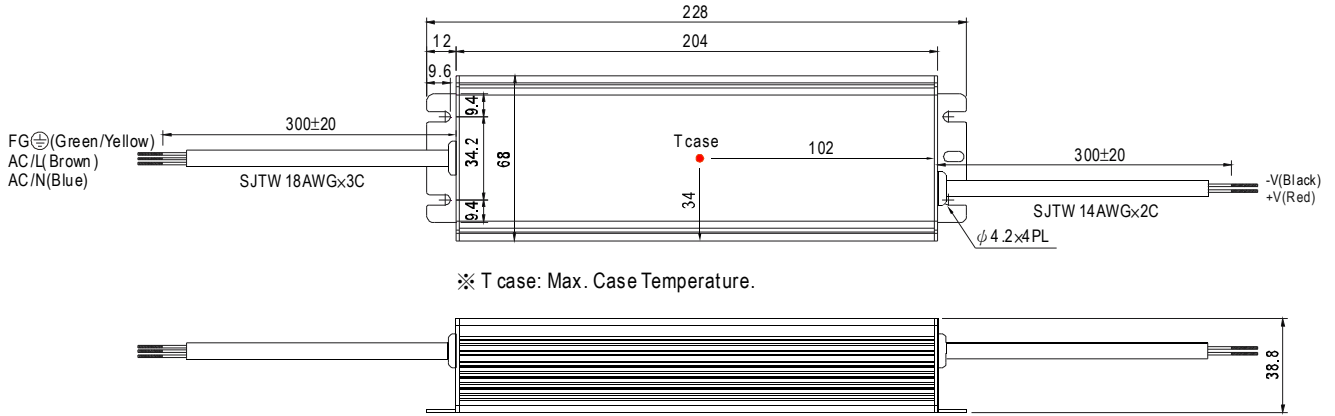 228
12
204
9.6
9.4
FG⏚(Green/Yellow)
AC/L(Brown)
AC/N(Blue)
300±20
SJTW 18AWG×3C
34.2
68
9.4
T case
102
34
300±20
SJTW 14AWG×2C
-V(Black)
+V(Red)
ϕ4.2×4PL
※ T case: Max. Case Temperature.
38.8